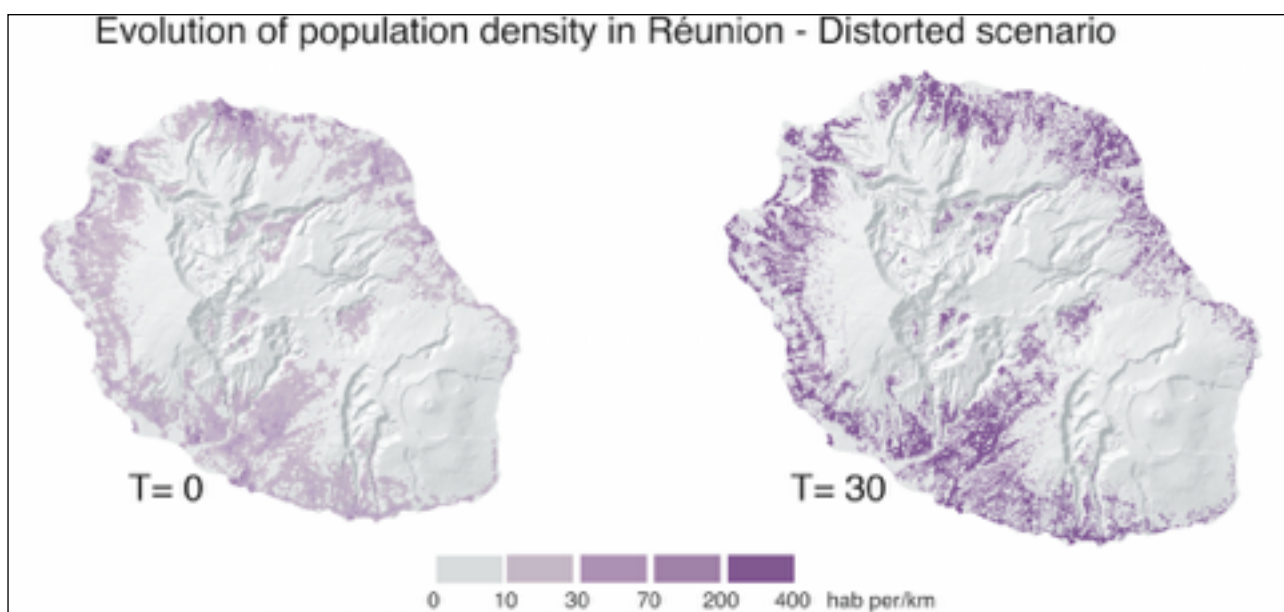 Evolution of population density in Réunion - Distorted scenario
T= 0
T= 30
0 10 30 70 200 400 hab per/km